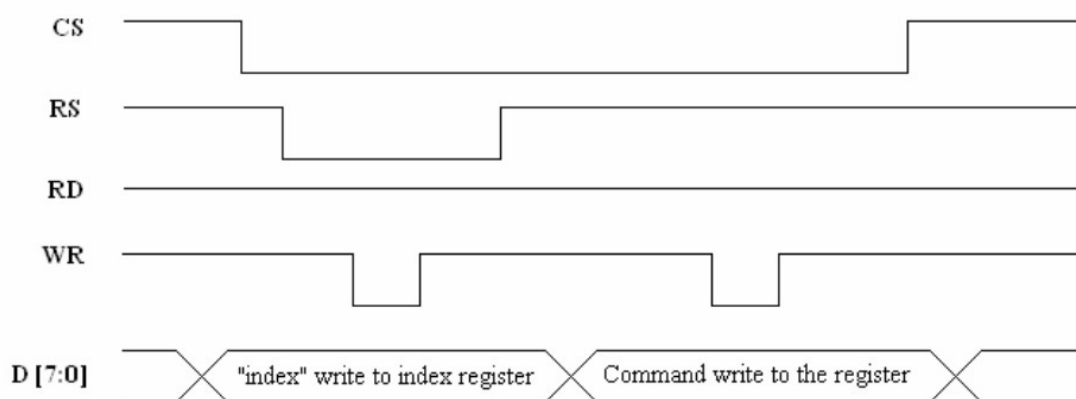 CS
RS
RD
WR
D [7:0]
"index" write to index register
Command write to the register